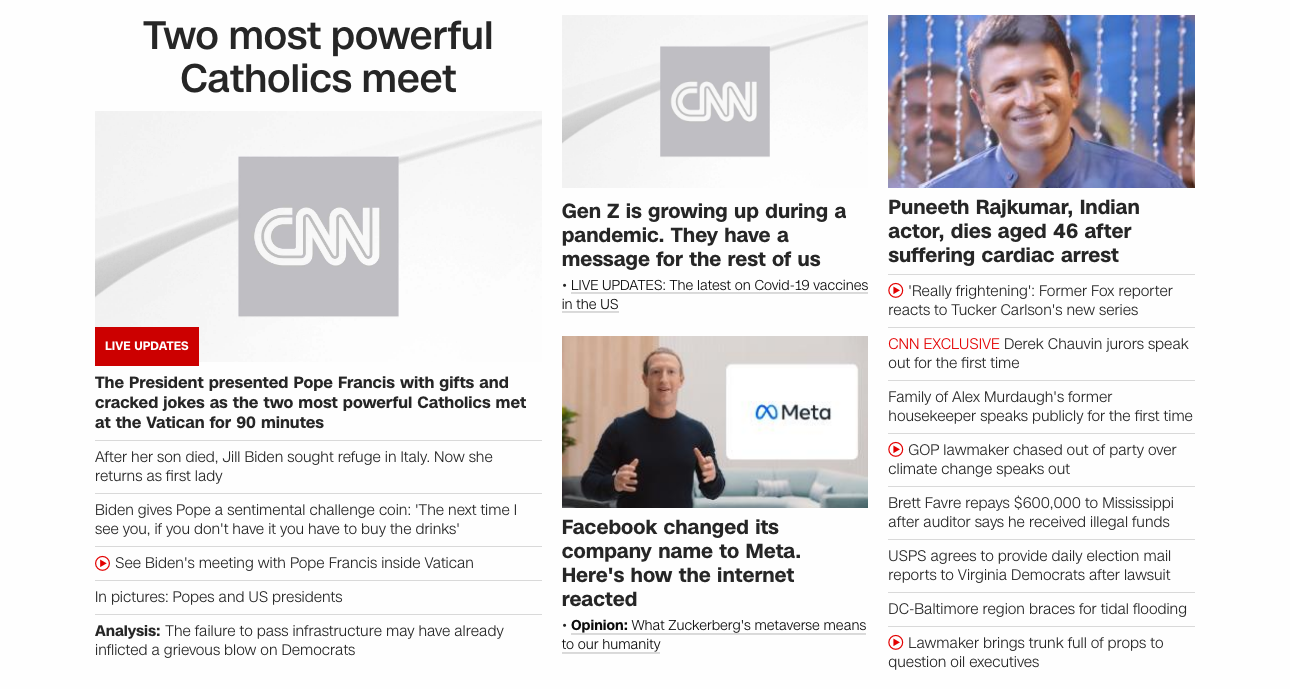 Two most powerful
Catholics meet
CNN
LIVE UPDATES
The President presented Pope Francis with gifts and
cracked jokes as the two most powerful Catholics met
at the Vatican for 90 minutes
After her son died, Jill Biden sought refuge in Italy. Now she
returns as first lady
Biden gives Pope a sentimental challenge coin: 'The next time I
see you, if you don't have it you have to buy the drinks'
See Biden's meeting with Pope Francis inside Vatican
In pictures: Popes and US presidents
Analysis: The failure to pass infrastructure may have already
inflicted a grievous blow on Democrats
CNN
Gen Z is growing up during a
pandemic. They have a
message for the rest of us
• LIVE UPDATES: The latest on Covid-19 vaccines
in the US
Meta
Facebook changed its
company name to Meta.
Here's how the internet
reacted
• Opinion: What Zuckerberg's metaverse means
to our humanity
Puneeth Rajkumar, Indian
actor, dies aged 46 after
suffering cardiac arrest
'Really frightening': Former Fox reporter
reacts to Tucker Carlson's new series
CNN EXCLUSIVE Derek Chauvin jurors speak
out for the first time
Family of Alex Murdaugh's former
housekeeper speaks publicly for the first time
GOP lawmaker chased out of party over
climate change speaks out
Brett Favre repays $600,000 to Mississippi
after auditor says he received illegal funds
USPS agrees to provide daily election mail
reports to Virginia Democrats after lawsuit
DC-Baltimore region braces for tidal flooding
Lawmaker brings trunk full of props to
question oil executives